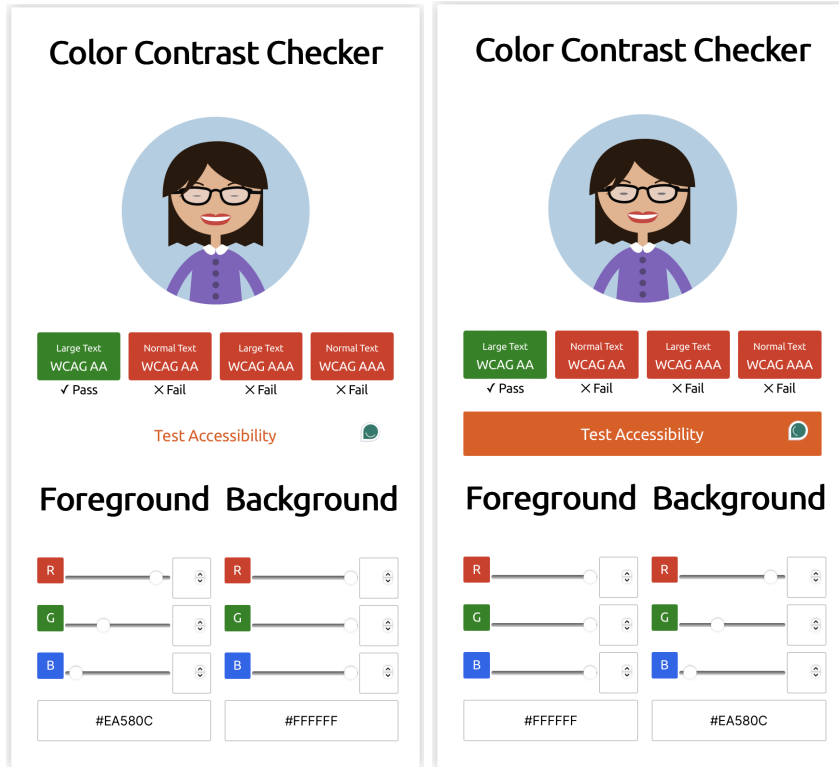 Color Contrast Checker
Large Text
WCAG AA
✓ Pass
Normal Text
WCAG AA
✕ Fail
Large Text
WCAG AAA
✕ Fail
Normal Text
WCAG AAA
✕ Fail
Test Accessibility
Foreground Background
R R
G G
B B
#EA580C #FFFFFF
Color Contrast Checker
Large Text
WCAG AA
✓ Pass
Normal Text
WCAG AA
✕ Fail
Large Text
WCAG AAA
✕ Fail
Normal Text
WCAG AAA
✕ Fail
Test Accessibility
Foreground Background
R R
G G
B B
#FFFFFF #EA580C